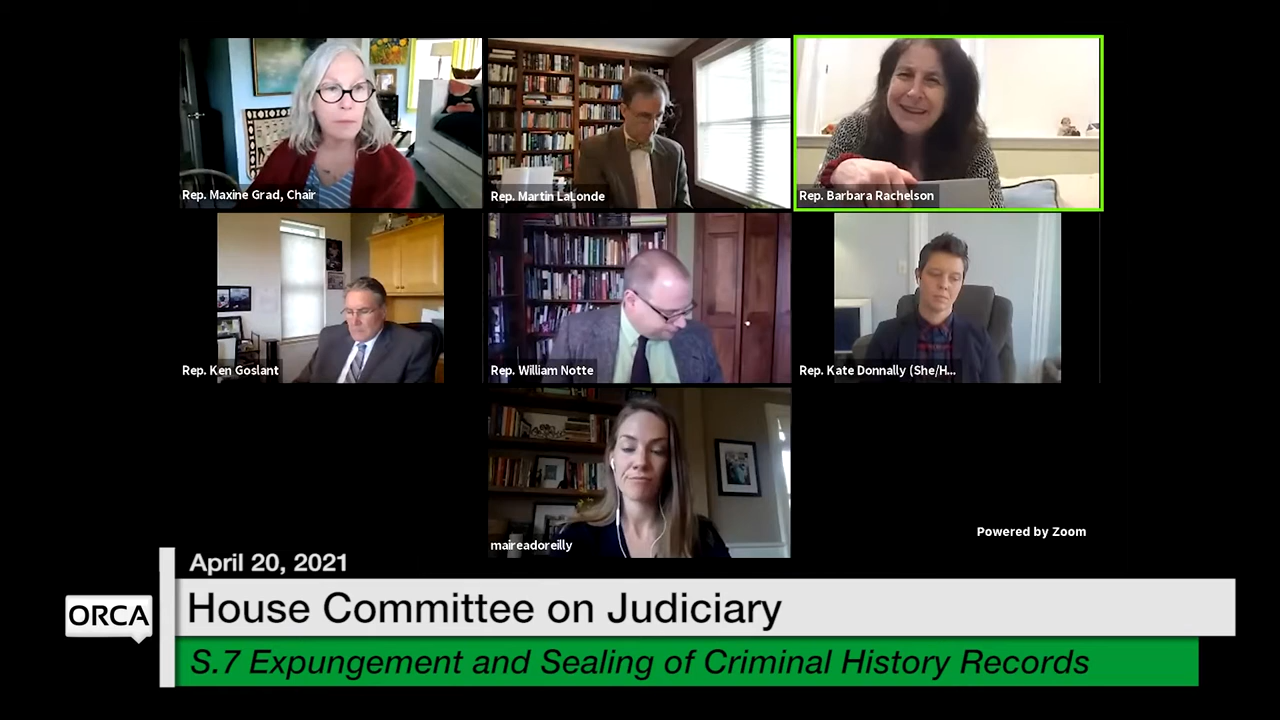 Rep. Maxine Grad, Chair
Rep. Martin LaLonde
Rep. Barbara Rachelson
Rep. Ken Goslant
Rep. William Notte
Rep. Kate Donnally (She/H...
maireadoreilly
Powered by Zoom
April 20, 2021
ORCA
House Committee on Judiciary
S.7 Expungement and Sealing of Criminal History Records